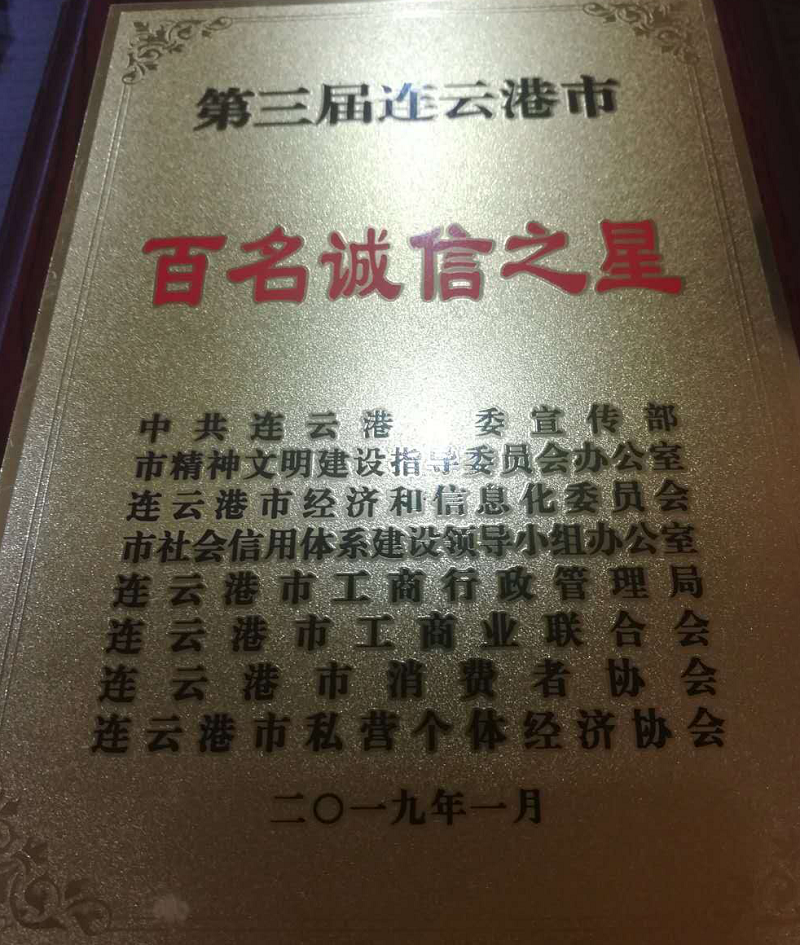 第三届连云港市
百名诚信之星
中共连云港 委宣传部
市精神文明建设指导委员会办公室
连云港市经济和信息化委员会
市社会信用体系建设领导小组办公室
连云港市工商行政管理局
连云港市工商业联合会
连云港市消费者协会
连云港市私营个体经济协会
二〇一九年一月